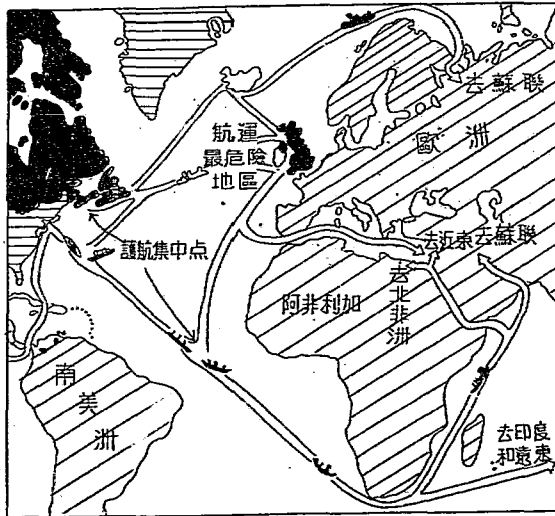 去蘇聯
歐洲
航運
最危險
地區
護航集中点
去近東
去蘇聯
去北非洲
阿非利加
南美洲
去印度
和遠東